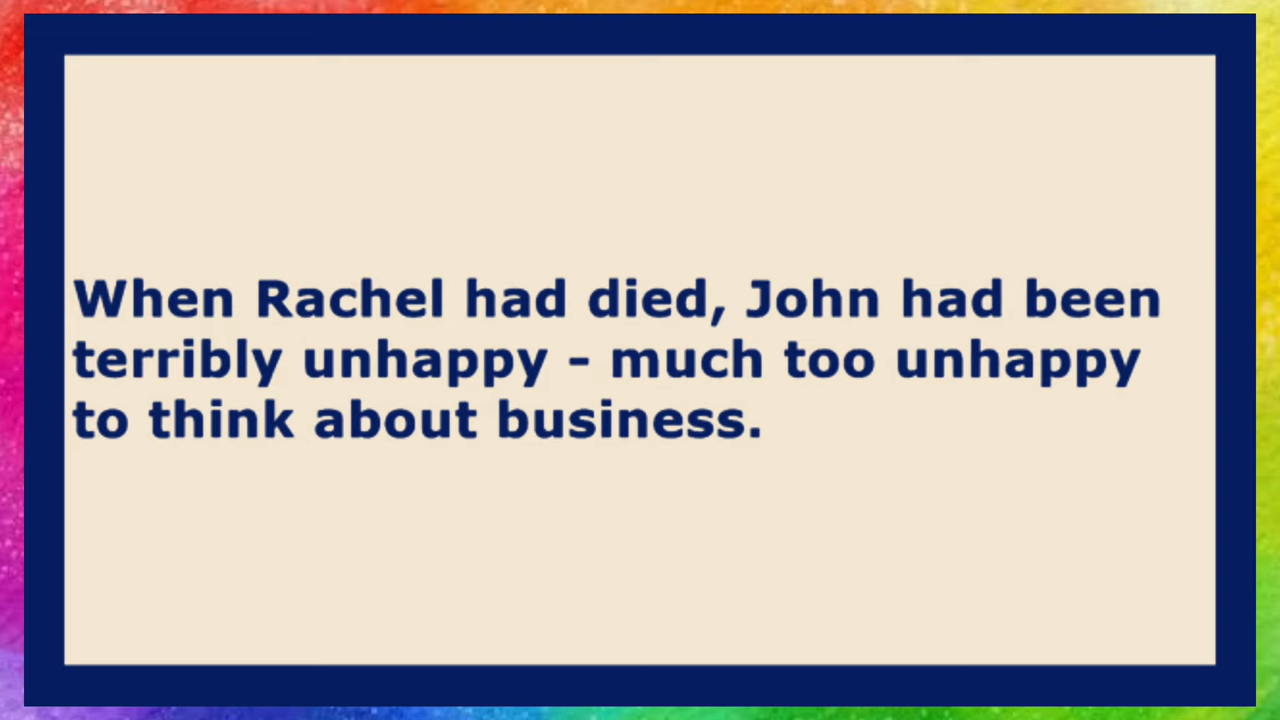 When Rachel had died, John had been
terribly unhappy - much too unhappy
to think about business.